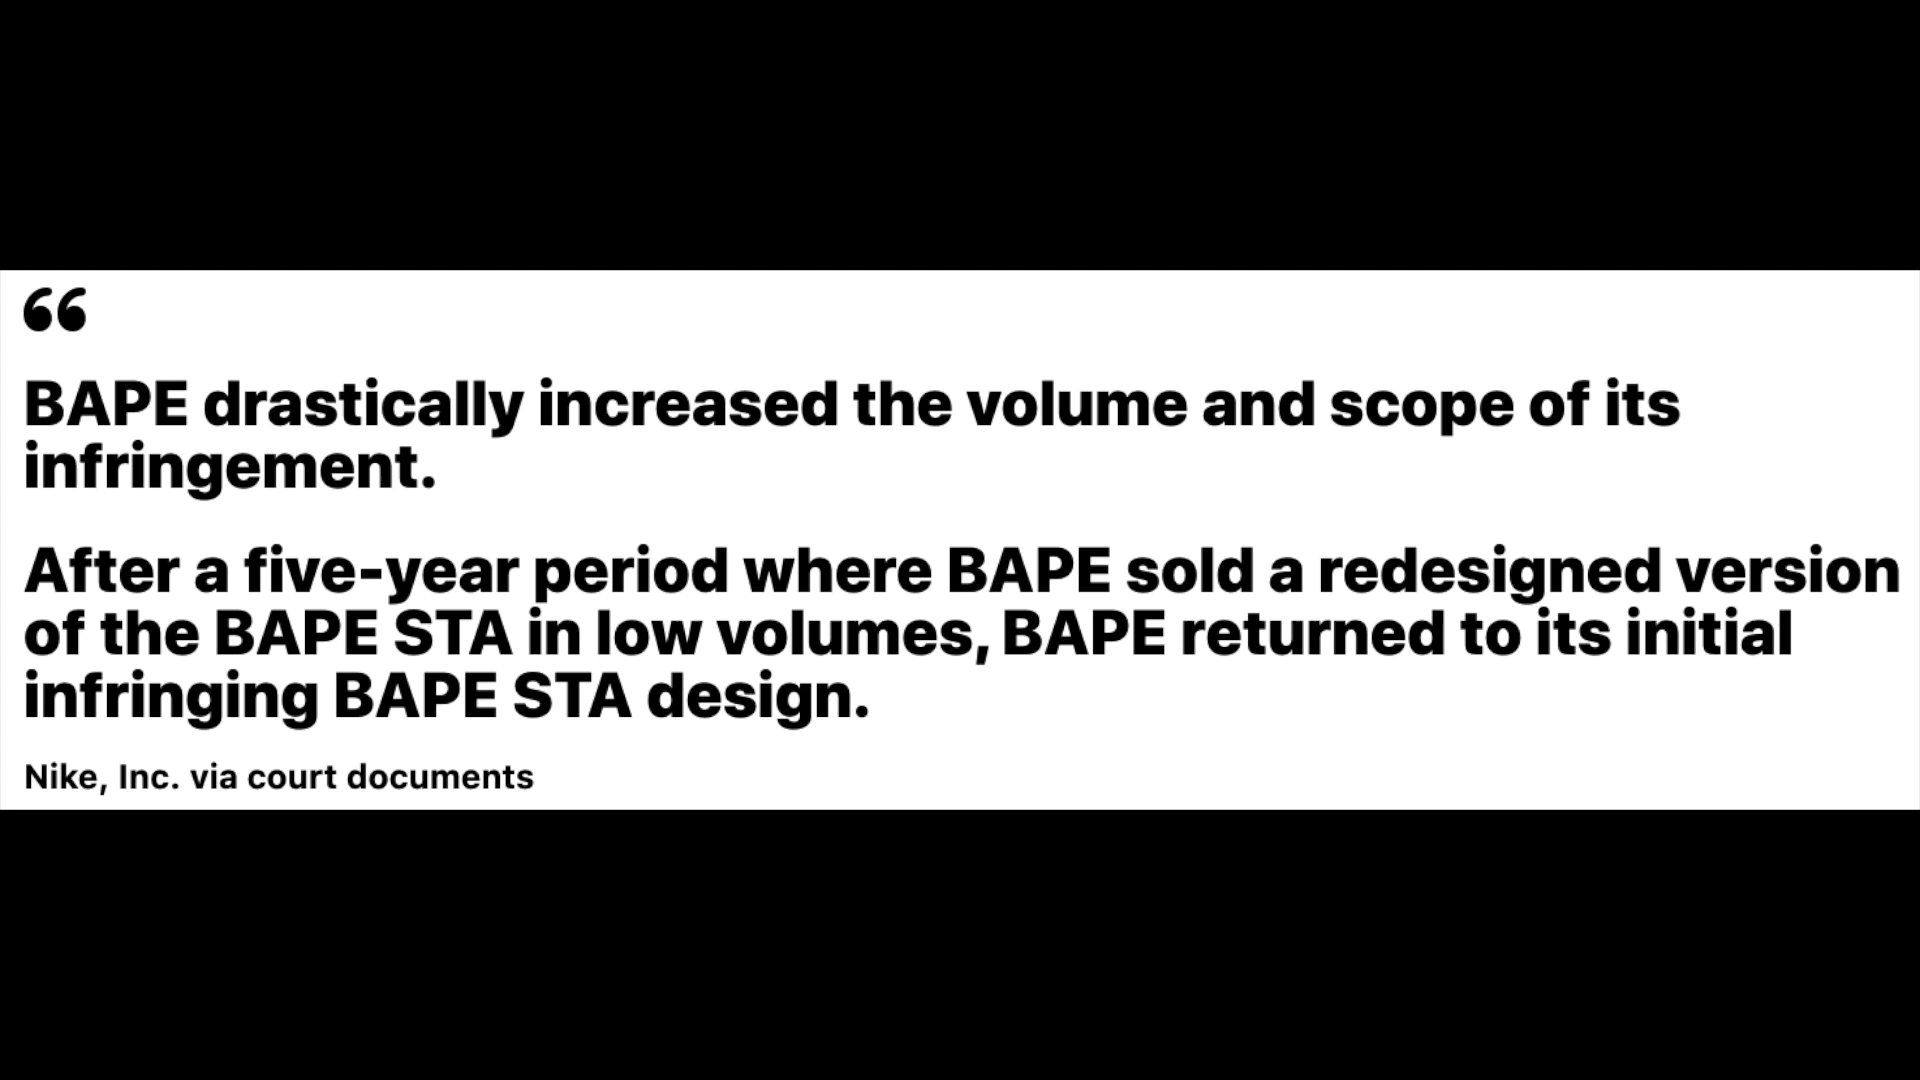 “
BAPE drastically increased the volume and scope of its
infringement.
After a five-year period where BAPE sold a redesigned version
of the BAPE STA in low volumes, BAPE returned to its initial
infringing BAPE STA design.
Nike, Inc. via court documents